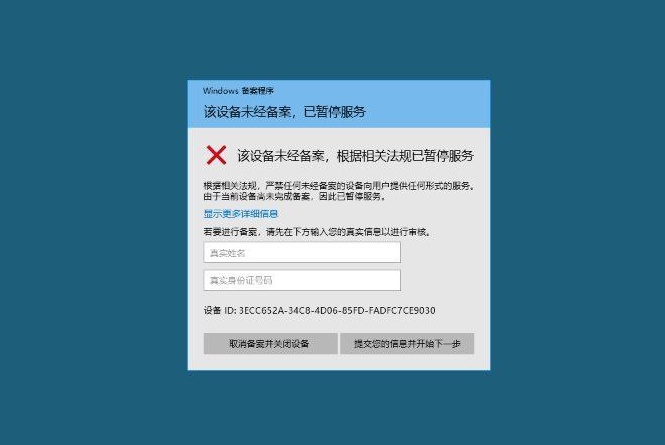 Windows 备案程序
该设备未经备案，已暂停服务
该设备未经备案，根据相关法规已暂停服务
根据相关法规，严禁任何未经备案的设备向用户提供任何形式的服务。
由于当前设备尚未完成备案，因此已暂停服务。
显示更多详细信息
若要进行备案，请先在下方输入您的真实信息以进行审核。
真实姓名
真实身份证号码
设备 ID: 3ECC652A-34C8-4D06-85FD-FADFC7CE9030
取消备案并关闭设备
提交您的信息并开始下一步